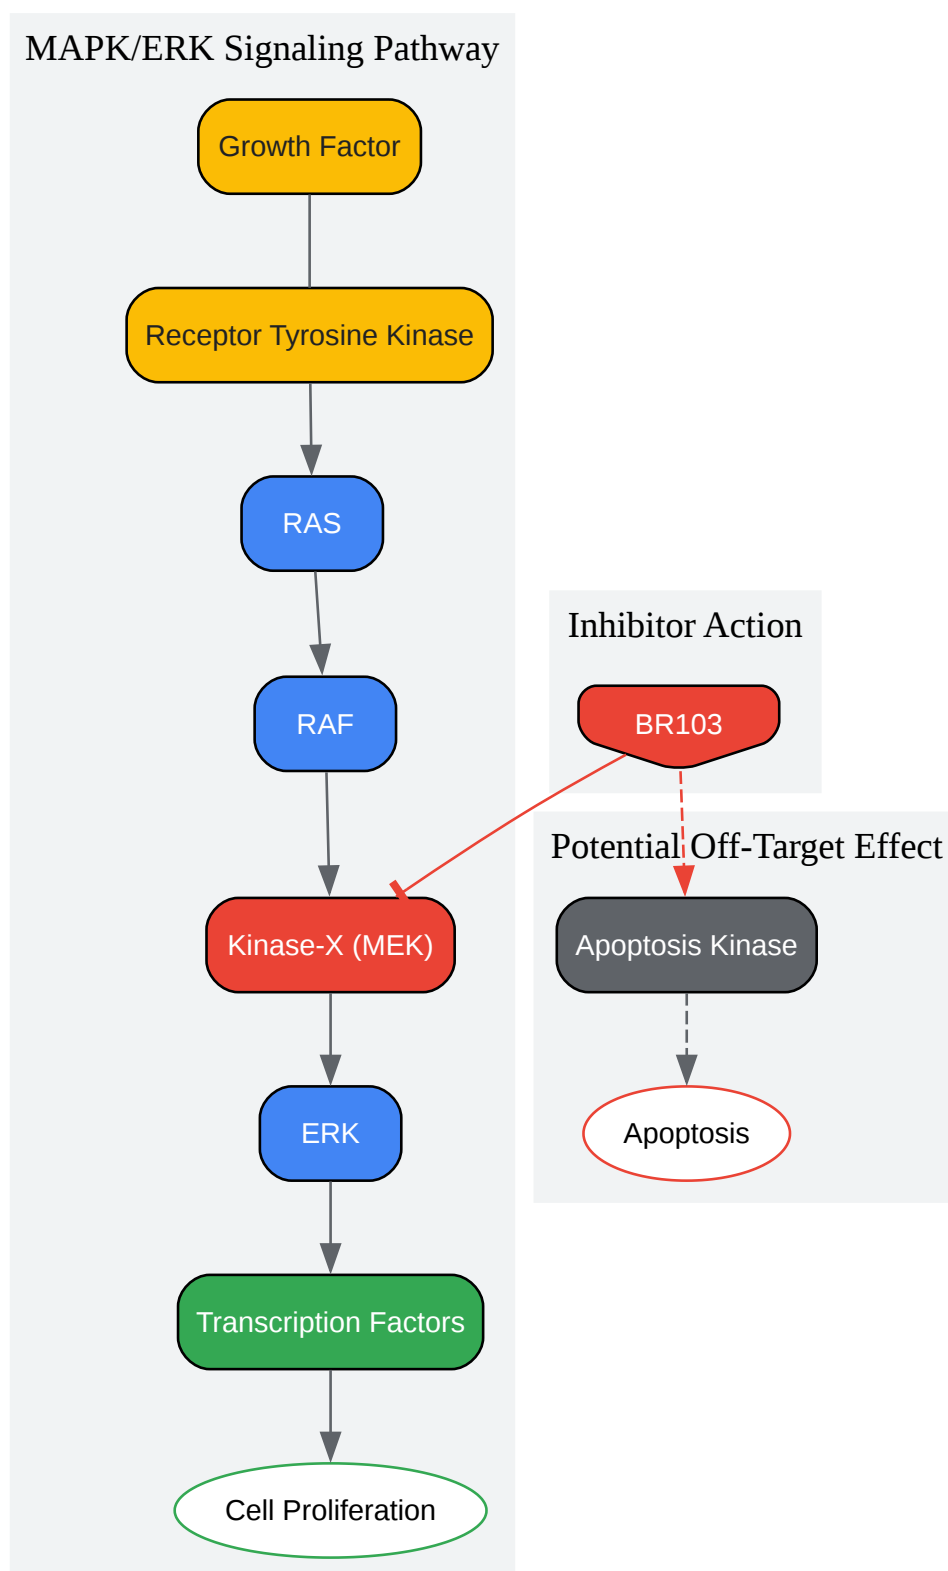 MAPK/ERK Signaling Pathway
Growth Factor
Receptor Tyrosine Kinase
RAS
RAF
Inhibitor Action
BR103
Potential Off-Target Effect
Kinase-X (MEK)
Apoptosis Kinase
ERK
Apoptosis
Transcription Factors
Cell Proliferation